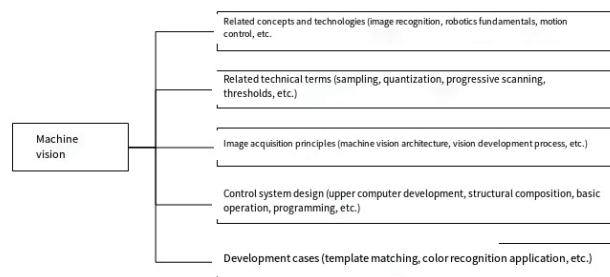 Related concepts and technologies (image recognition, robotics fundamentals, motion
control, etc.
Related technical terms (sampling, quantization, progressive scanning,
thresholds, etc.)
Machine
vision
Image acquisition principles (machine vision architecture, vision development process, etc.)
Control system design (upper computer development, structural composition, basic
operation, programming, etc.)
Development cases (template matching, color recognition application, etc.)